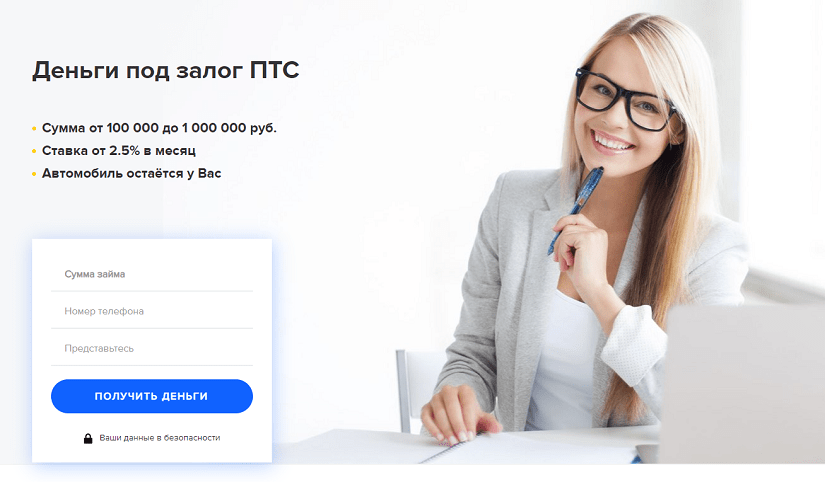 Деньги под залог ПТС
Сумма от 100 000 до 1 000 000 руб.
Ставка от 2.5% в месяц
Автомобиль остаётся у Вас
Сумма займа
Номер телефона
Представьтесь
ПОЛУЧИТЬ ДЕНЬГИ
Ваши данные в безопасности